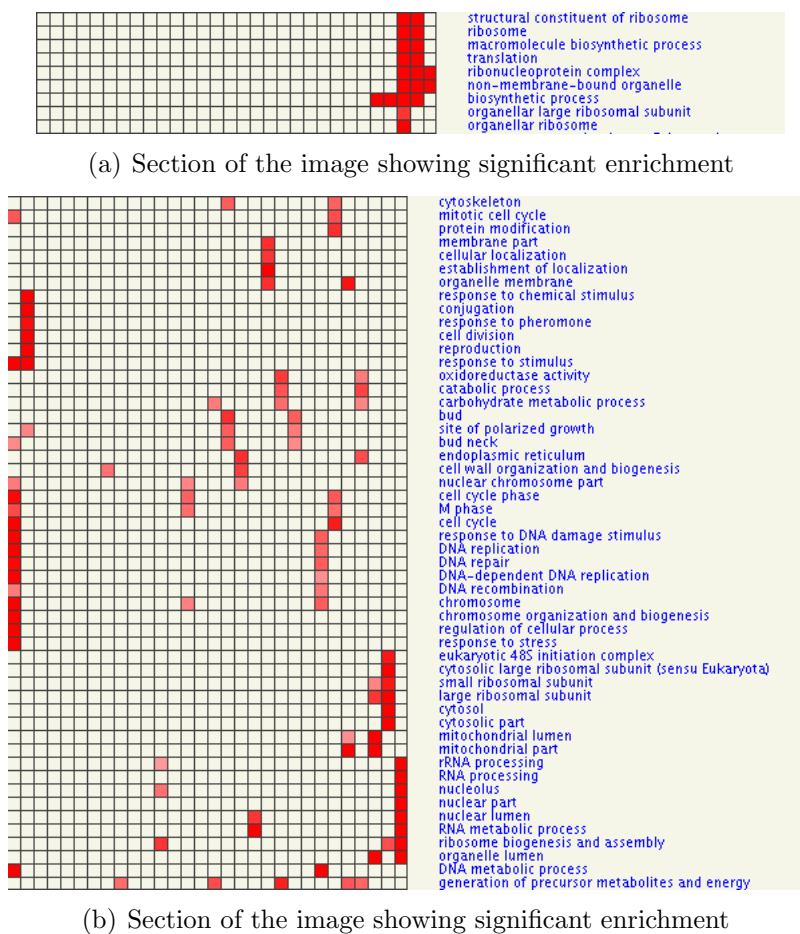 structural constituent of ribosome
ribosome
macromolecule biosynthetic process
translation
ribonucleoprotein complex
non-membrane-bound organelle
biosynthetic process
organellar large ribosomal subunit
organellar ribosome
(a) Section of the image showing significant enrichment
cytoskeleton
mitotic cell cycle
protein modification
membrane part
cellular localization
establishment of localization
organelle membrane
response to chemical stimulus
conjugation
response to pheromone
cell division
reproduction
response to stimulus
oxidoreductase activity
catabolic process
carbohydrate metabolic process
bud
site of polarized growth
bud neck
endoplasmic reticulum
cell wall organization and biogenesis
nuclear chromosome part
cell cycle phase
M phase
cell cycle
response to DNA damage stimulus
DNA replication
DNA repair
DNA-dependent DNA replication
DNA recombination
chromosome
chromosome organization and biogenesis
regulation of cellular process
response to stress
eukaryotic 48S initiation complex
cytosolic large ribosomal subunit (sensu Eukaryota)
small ribosomal subunit
large ribosomal subunit
cytosol
cytosolic part
mitochondrial lumen
mitochondrial part
rRNA processing
RNA processing
nucleolus
nuclear part
nuclear lumen
RNA metabolic process
ribosome biogenesis and assembly
organelle lumen
DNA metabolic process
generation of precursor metabolites and energy
(b) Section of the image showing significant enrichment